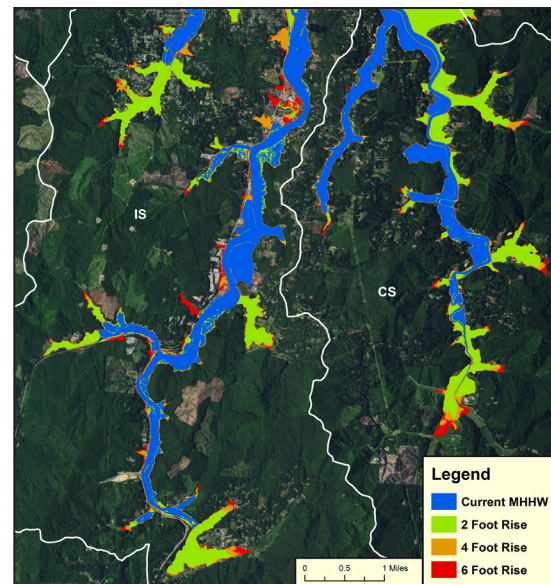 IS
CS
Legend
Current MHHW
2 Foot Rise
4 Foot Rise
6 Foot Rise
0 0.5 1 Miles